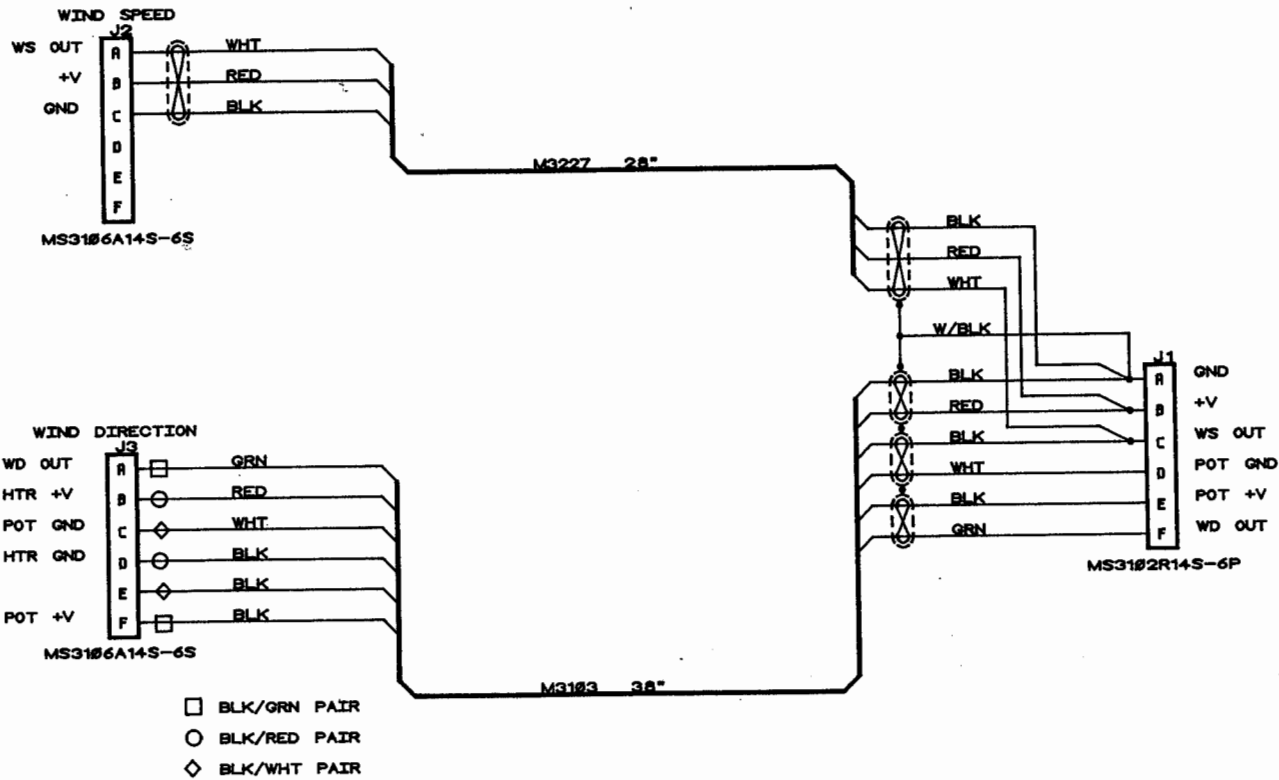 WIND SPEED
J2
WS OUT A WHT
+V B RED
GND C BLK
D
E
F
MS3106A14S-6S
M3227 28"
BLK
RED
WHT
W/BLK
J1
BLK A GND
RED B +V
BLK C WS OUT
WHT D POT GND
BLK E POT +V
GRN F WD OUT
MS3102R14S-6P
WIND DIRECTION
J3
WD OUT A GRN
HTR +V B RED
POT GND C WHT
HTR GND D BLK
E BLK
POT +V F BLK
MS3106A14S-6S
M3103 38"
BLK/GRN PAIR
BLK/RED PAIR
BLK/WHT PAIR